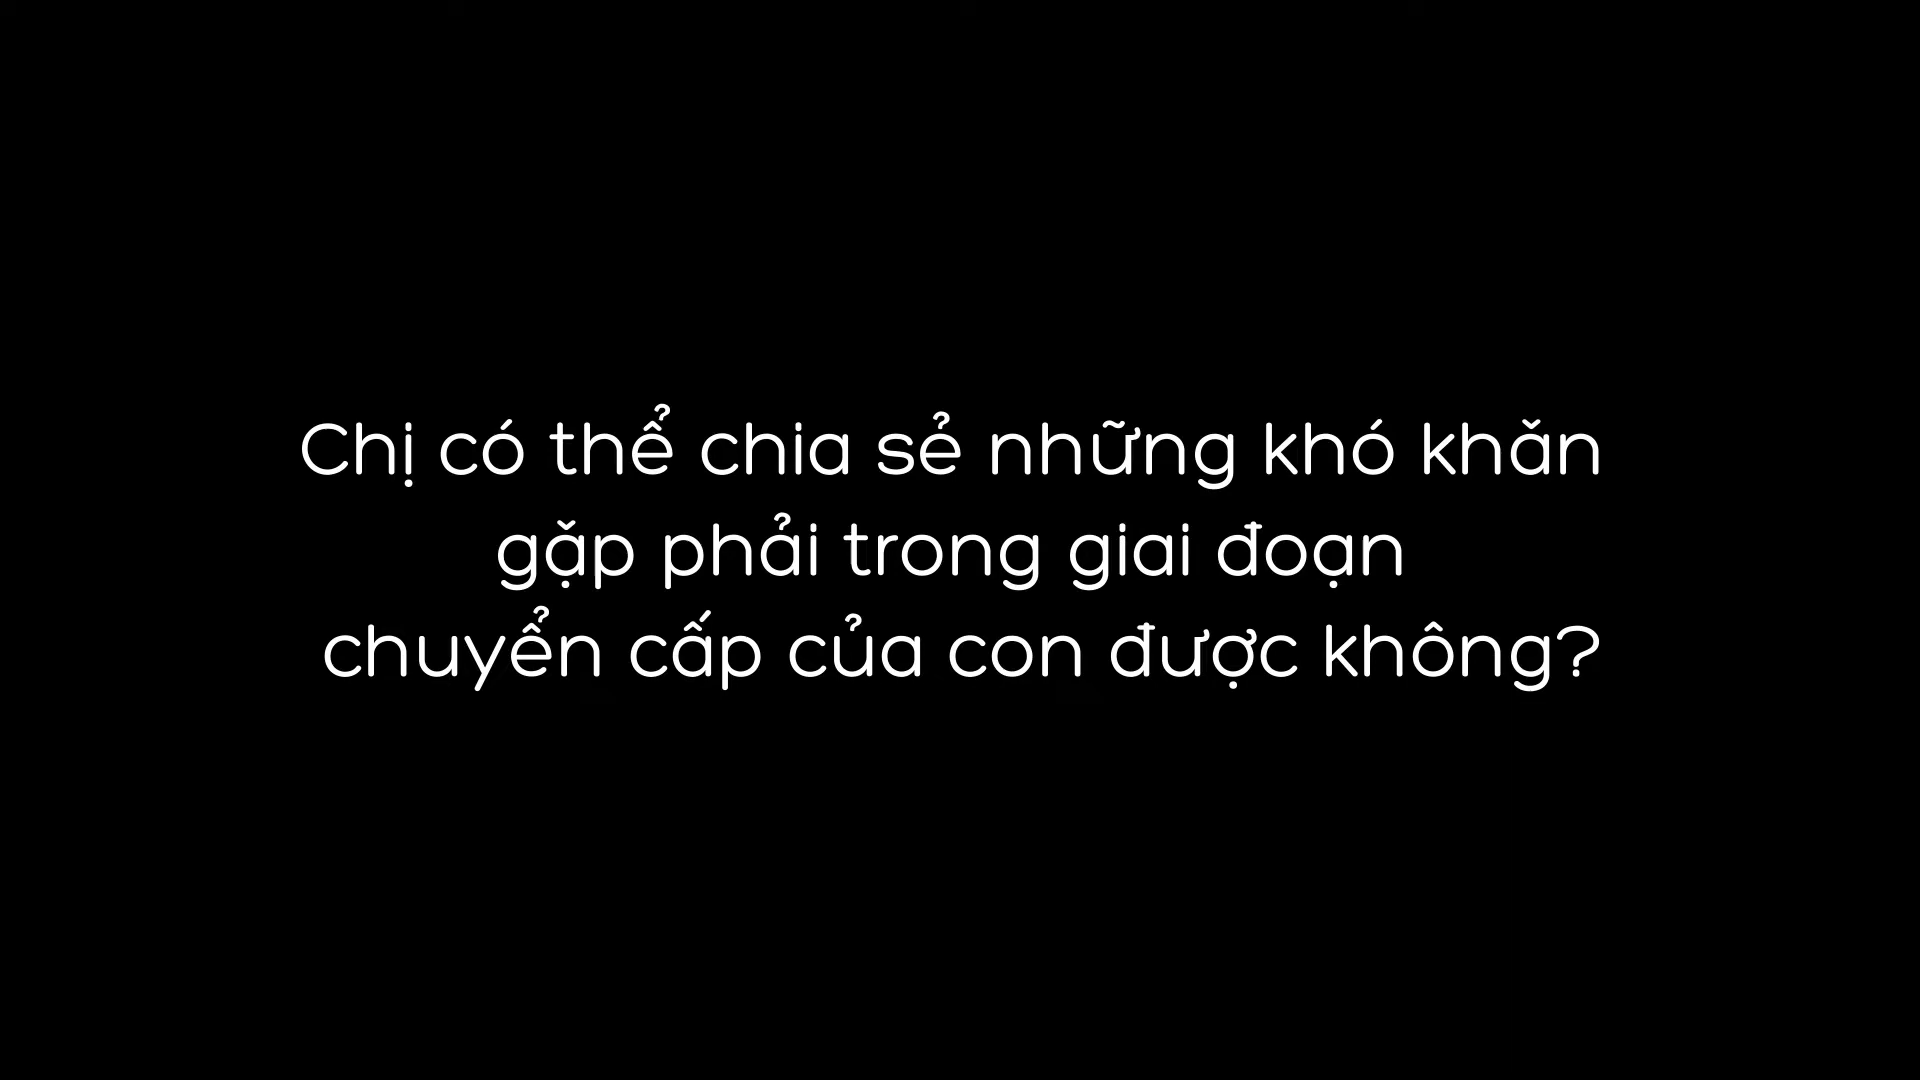 Chị có thể chia sẻ những khó khăn
gặp phải trong giai đoạn
chuyển cấp của con được không?